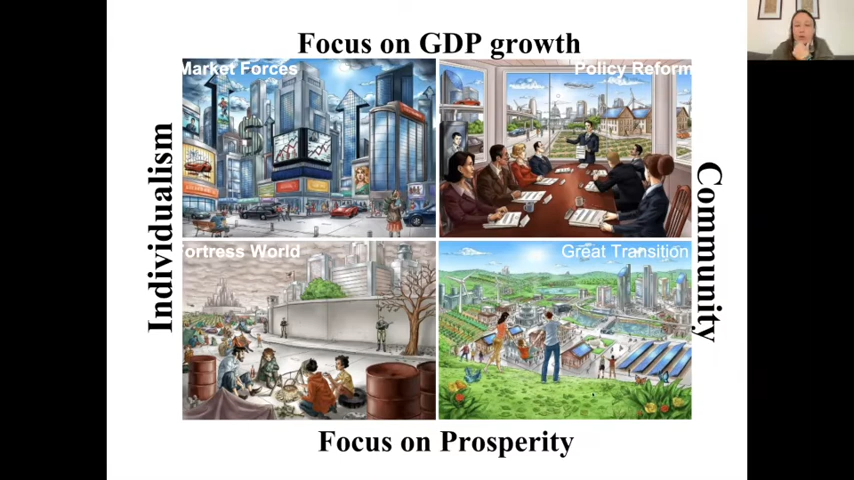 Focus on GDP growth
Market Forces
Policy Reform
Individualism
Community
Fortress World
Great Transition
Focus on Prosperity